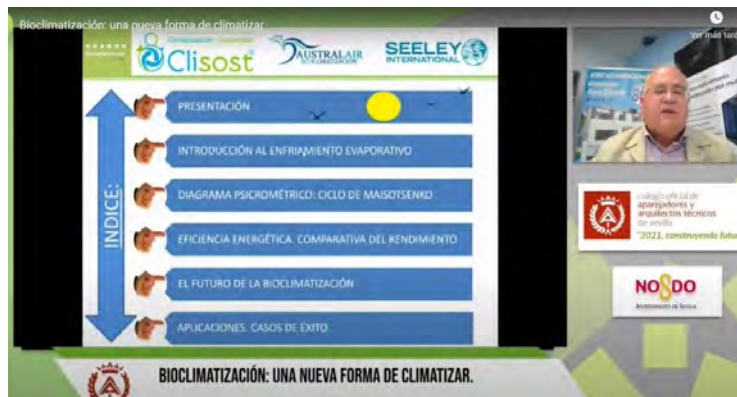 Bioclimatización: una nueva forma de climatizar
Ver más tarde
Clisost
AUSTRALAIR
SEELEY
INTERNATIONAL
INDICE:
PRESENTACIÓN
INTRODUCCIÓN AL ENFRIAMIENTO EVAPORATIVO
DIAGRAMA PSICROMÉTRICO: CICLO DE MAISOTSENKO
EFICIENCIA ENERGÉTICA. COMPARATIVA DEL RENDIMIENTO
EL FUTURO DE LA BIOCLIMATIZACIÓN
APLICACIONES. CASOS DE ÉXITO
colegio oficial de
aparejadores y
arquitectos técnicos
de sevilla
"2021, construyendo futu
NO8DO
AYUNTAMIENTO DE SEVILLA
BIOCLIMATIZACIÓN: UNA NUEVA FORMA DE CLIMATIZAR.